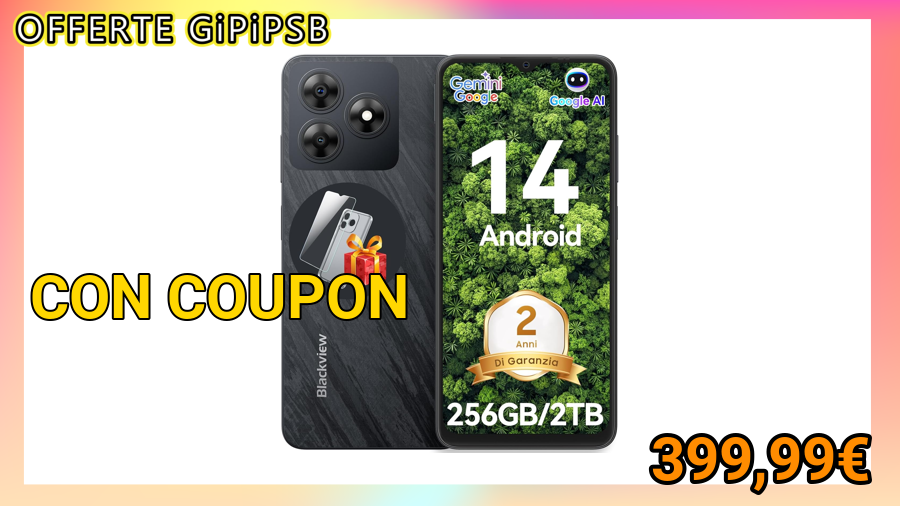 OFFERTE GiPiPSB
Gemini
Google
Google AI
14
Android
CON COUPON
2
Anni
Di Garanzia
Blackview
256GB/2TB
399,99€